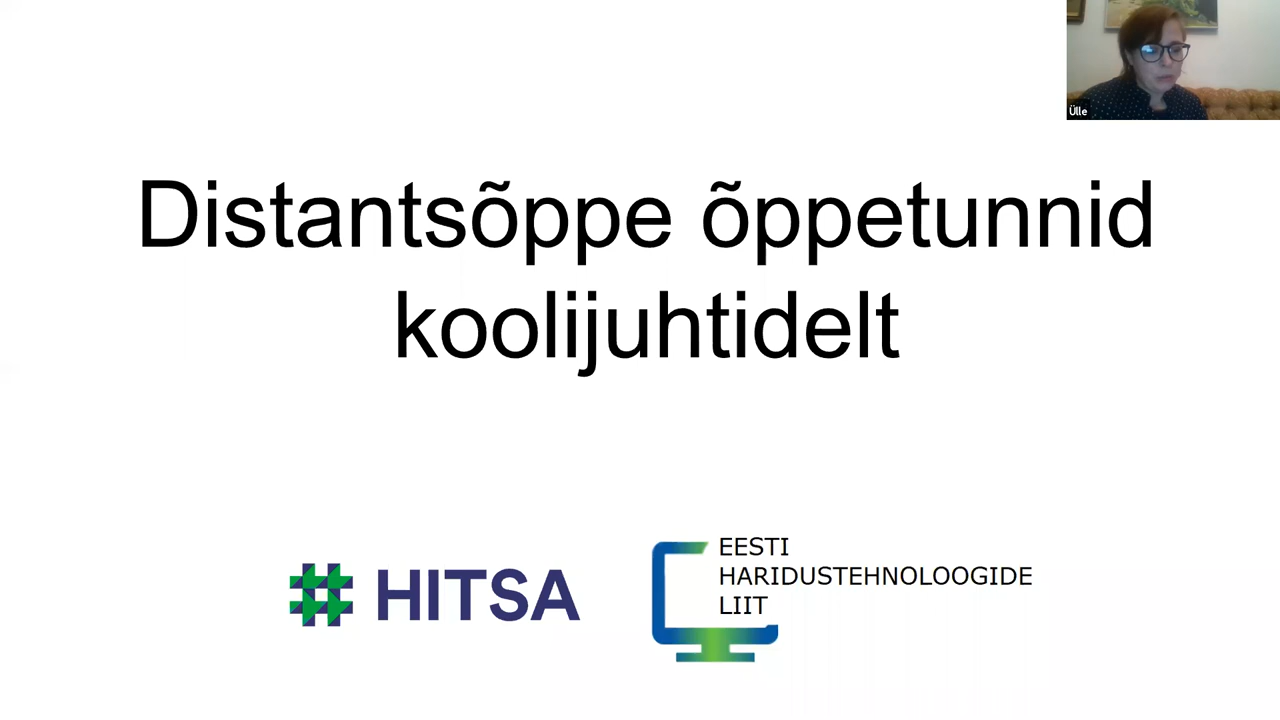 Ülle
Distantsõppe õppetunnid
koolijuhtidelt
HITSA
EESTI
HARIDUSTEHNOLOOGIDE
LIIT